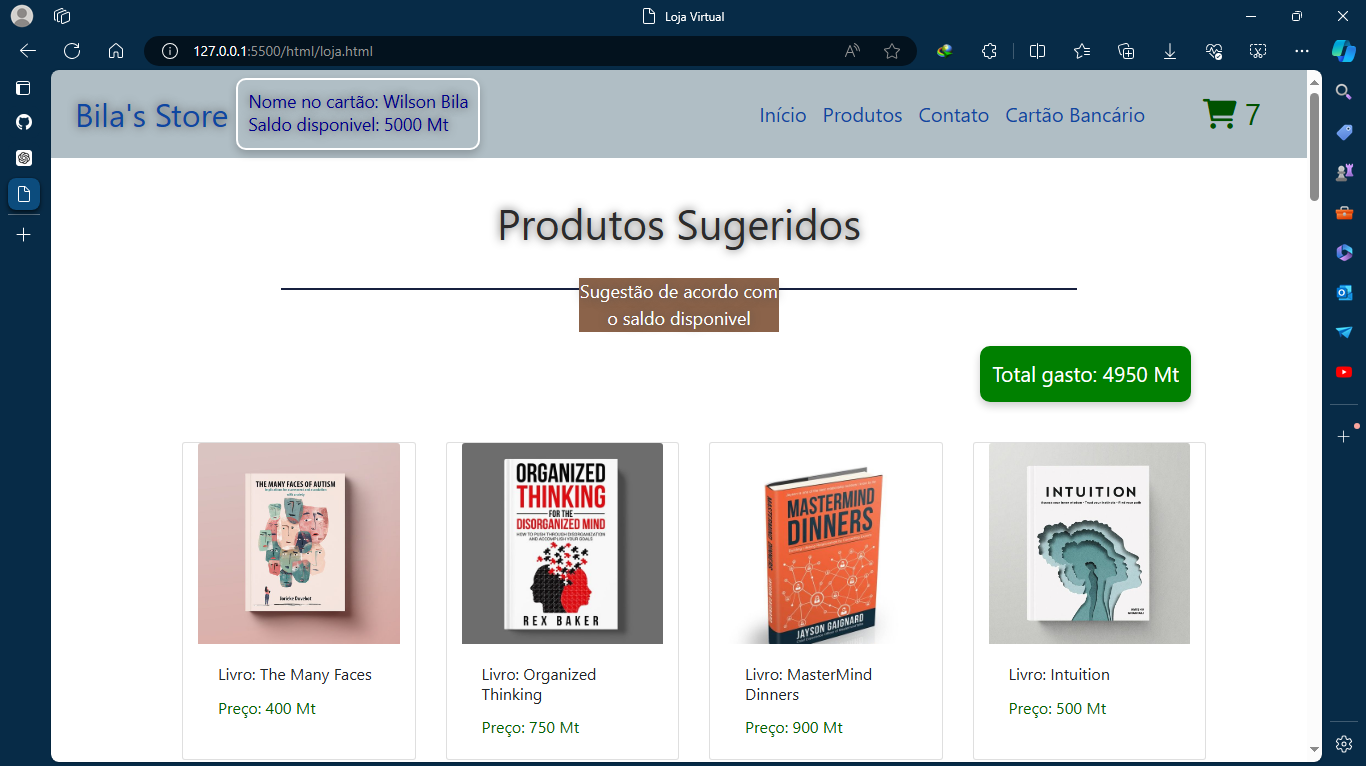 Loja Virtual
127.0.0.1:5500/html/loja.html
Bila's Store
Nome no cartão: Wilson Bila
Saldo disponivel: 5000 Mt
Início Produtos Contato Cartão Bancário
7
Produtos Sugeridos
Sugestão de acordo com
o saldo disponivel
Total gasto: 4950 Mt
THE MANY FACES OF AUTISM
ORGANIZED
THINKING
FOR THE
DISORGANIZED MIND
HOW TO PUSH THROUGH DISORGANIZATION
AND ACCOMPLISH YOUR GOALS
REX BAKER
MASTERMIND
DINNERS
JAYSON GAIGNARD
INTUITION
Livro: The Many Faces
Preço: 400 Mt
Livro: Organized
Thinking
Preço: 750 Mt
Livro: MasterMind
Dinners
Preço: 900 Mt
Livro: Intuition
Preço: 500 Mt